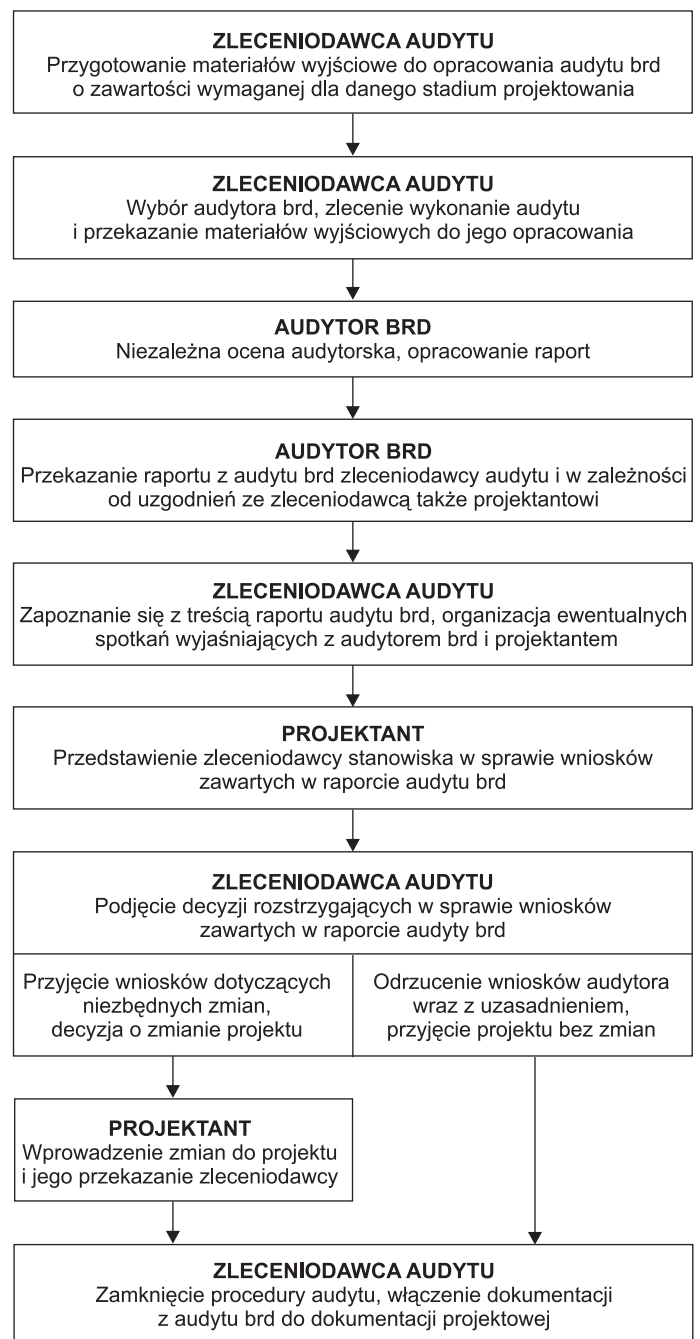 ZLECENIODAWCA AUDYTU
Przygotowanie materiałów wyjściowe do opracowania audytu brd
o zawartości wymaganej dla danego stadium projektowania
ZLECENIODAWCA AUDYTU
Wybór audytora brd, zlecenie wykonanie audytu
i przekazanie materiałów wyjściowych do jego opracowania
AUDYTOR BRD
Niezależna ocena audytorska, opracowanie raport
AUDYTOR BRD
Przekazanie raportu z audytu brd zleceniodawcy audytu i w zależności
od uzgodnień ze zleceniodawcą także projektantowi
ZLECENIODAWCA AUDYTU
Zapoznanie się z treścią raportu audytu brd, organizacja ewentualnych
spotkań wyjaśniających z audytorem brd i projektantem
PROJEKTANT
Przedstawienie zleceniodawcy stanowiska w sprawie wniosków
zawartych w raporcie audytu brd
ZLECENIODAWCA AUDYTU
Podjęcie decyzji rozstrzygających w sprawie wniosków
zawartych w raporcie audyty brd
Przyjęcie wniosków dotyczących
niezbędnych zmian,
decyzja o zmianie projektu
Odrzucenie wniosków audytora
wraz z uzasadnieniem,
przyjęcie projektu bez zmian
PROJEKTANT
Wprowadzenie zmian do projektu
i jego przekazanie zleceniodawcy
ZLECENIODAWCA AUDYTU
Zamknięcie procedury audytu, włączenie dokumentacji
z audytu brd do dokumentacji projektowej